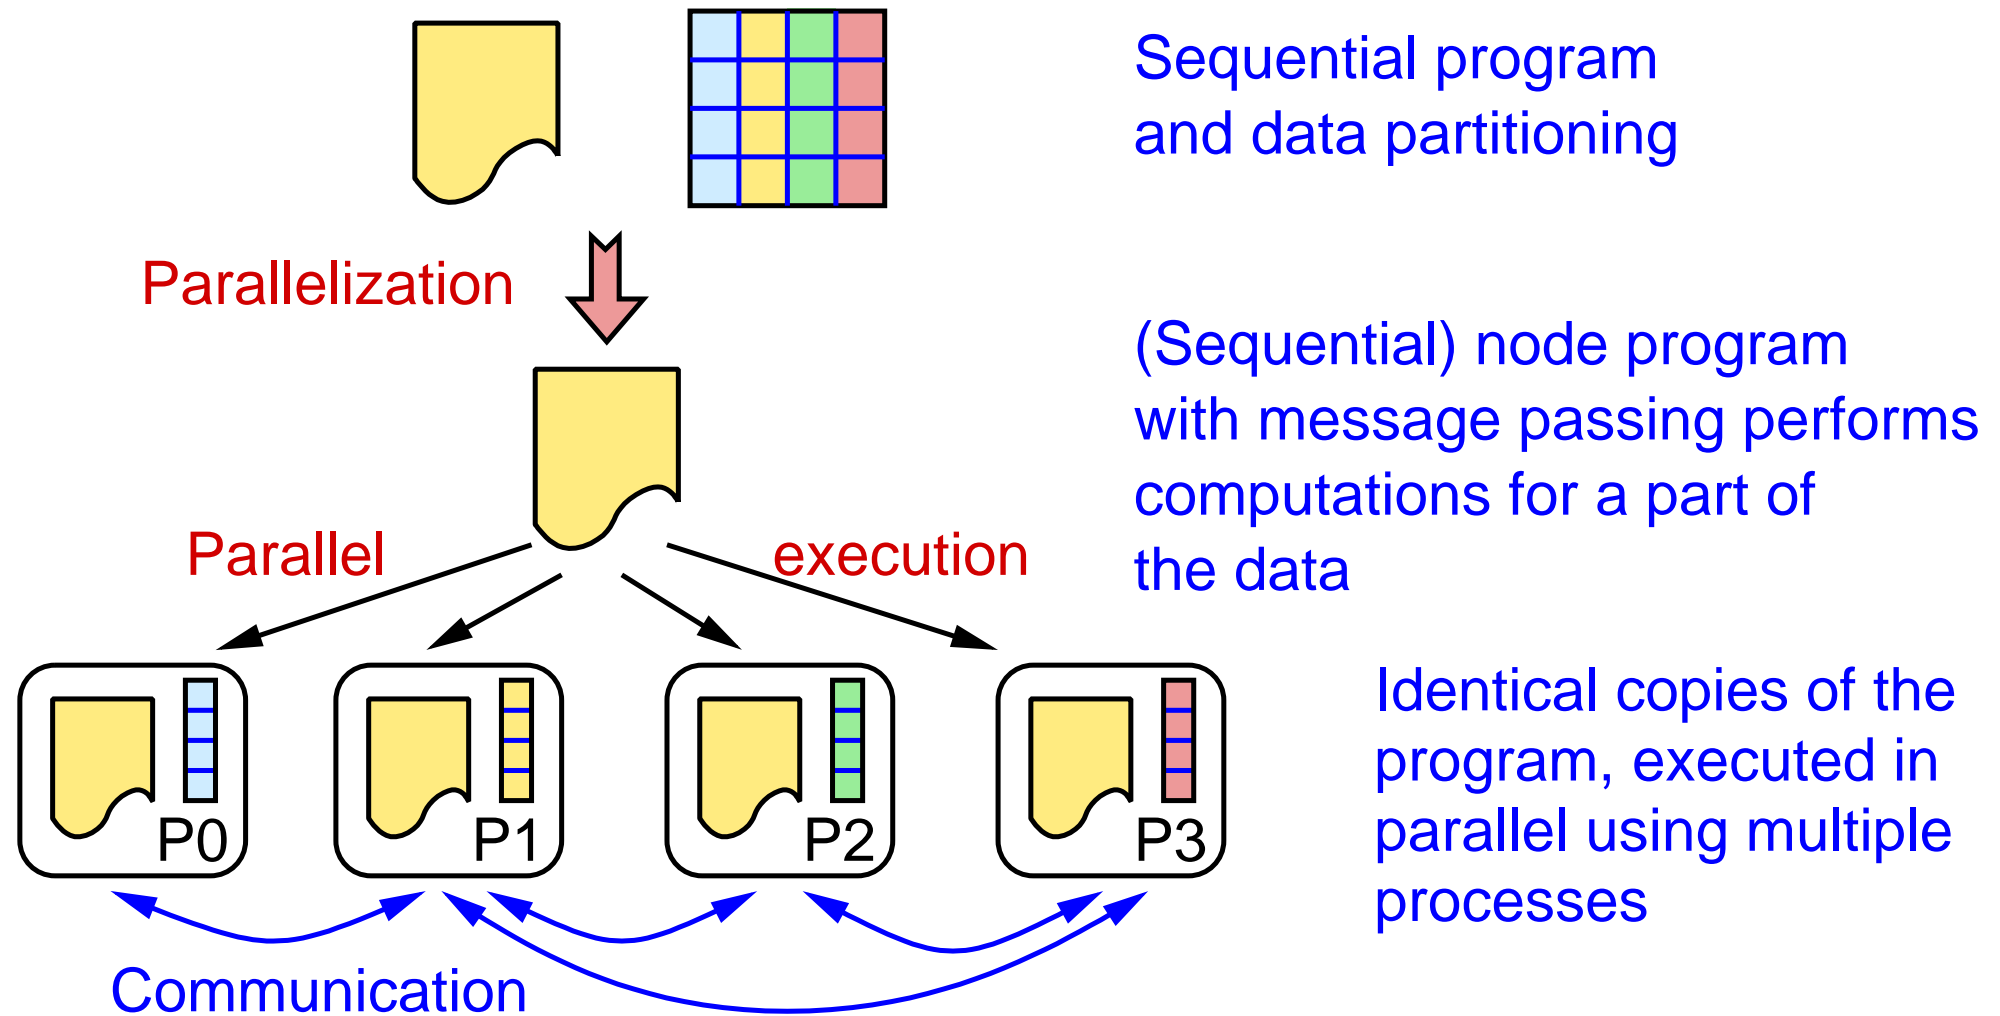 Sequential program
and data partitioning
Parallelization
(Sequential) node program
with message passing performs
computations for a part of
the data
Parallel execution
Identical copies of the
program, executed in
parallel using multiple
processes
P0 P1 P2 P3
Communication